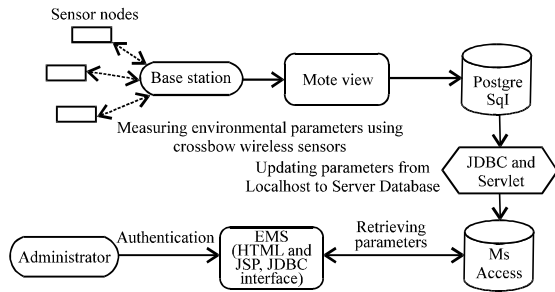 Sensor nodes
Base station
Mote view
Postgre
SqI
Measuring environmental parameters using
crossbow wireless sensors
Updating parameters from
Localhost to Server Database
JDBC and
Servlet
Administrator
Authentication
EMS
(HTML and
JSP, JDBC
interface)
Retrieving
parameters
Ms
Access